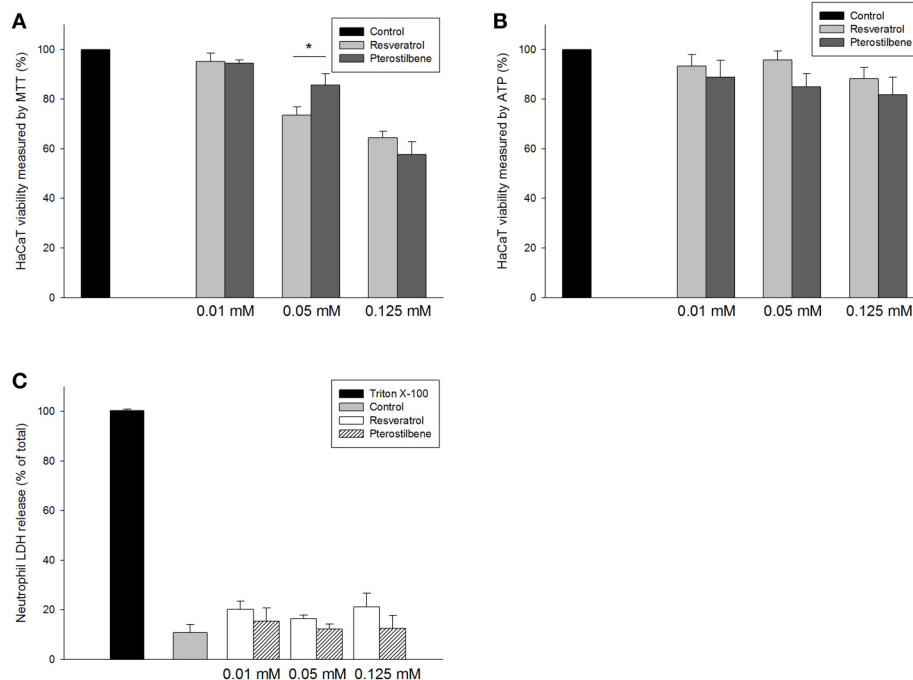 A
Control
Resveratrol
Pterostilbene
*
HaCaT viability measured by MTT (%)
100
80
60
40
20
0
0.01 mM 0.05 mM 0.125 mM
B
Control
Resveratrol
Pterostilbene
HaCaT viability measured by ATP (%)
100
80
60
40
20
0
0.01 mM 0.05 mM 0.125 mM
C
Triton X-100
Control
Resveratrol
Pterostilbene
Neutrophil LDH release (% of total)
100
80
60
40
20
0
0.01 mM 0.05 mM 0.125 mM